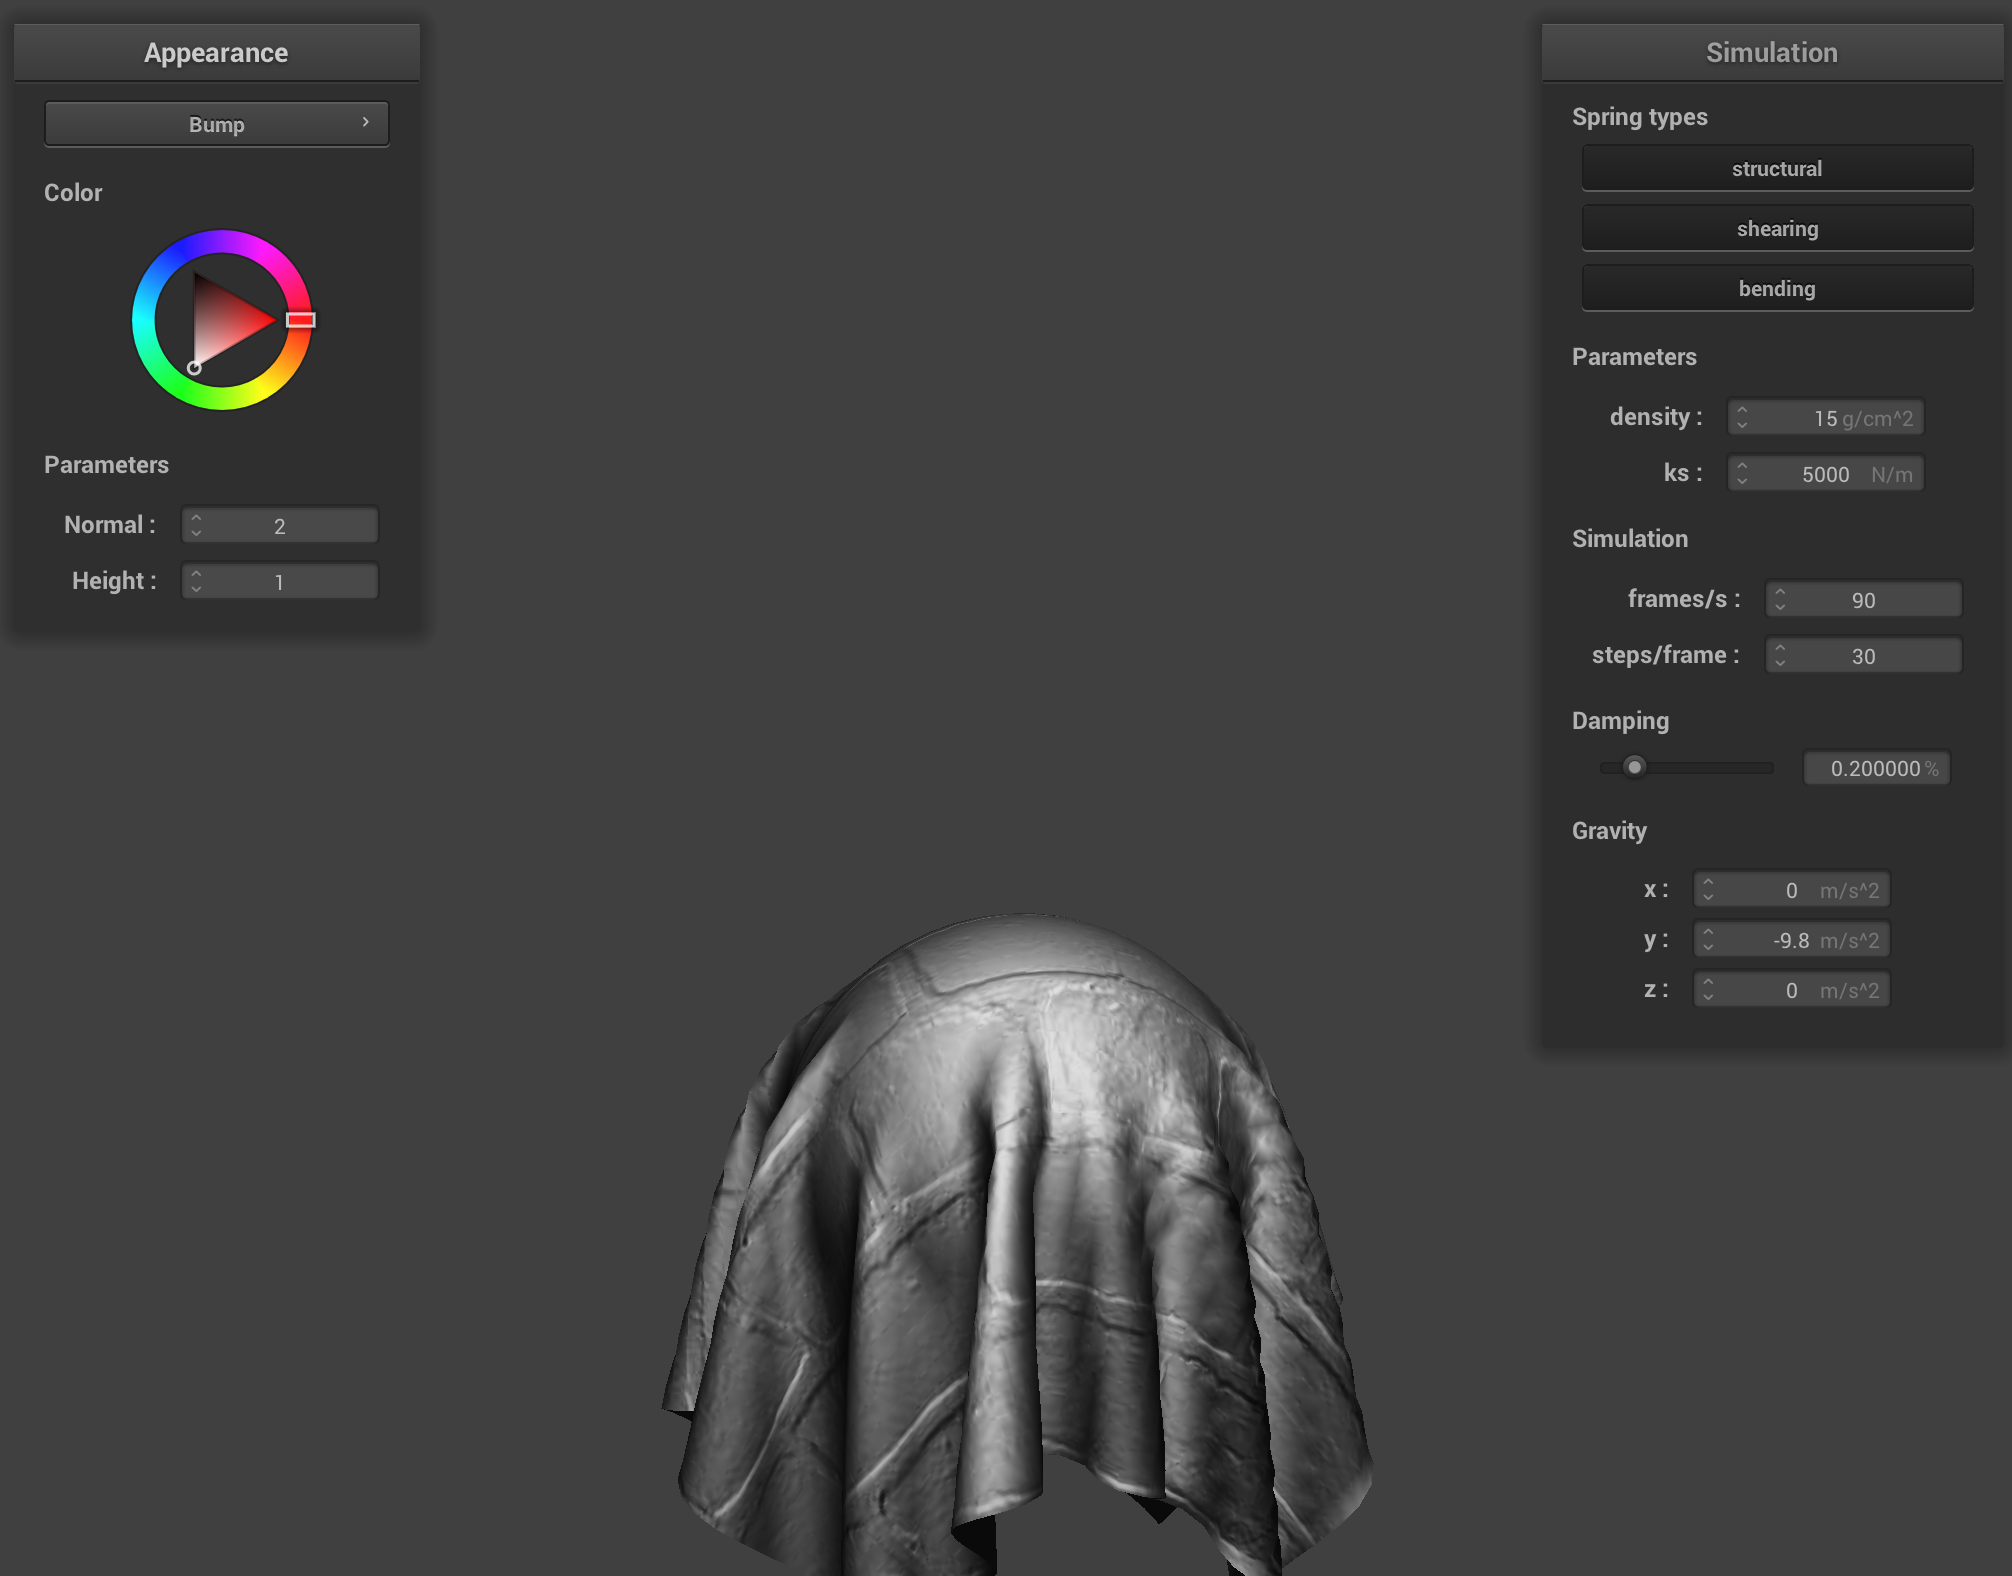 Appearance
Bump
Color
Parameters
Normal : 2
Height : 1
Simulation
Spring types
structural
shearing
bending
Parameters
density : 15 g/cm^2
ks : 5000 N/m
Simulation
frames/s : 90
steps/frame : 30
Damping
0.200000 %
Gravity
x : 0 m/s^2
y : -9.8 m/s^2
z : 0 m/s^2